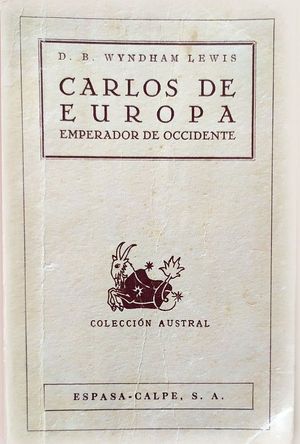 D. B. WYNDHAM LEWIS
CARLOS DE
EUROPA
EMPERADOR DE OCCIDENTE
COLECCIÓN AUSTRAL
ESPASA-CALPE, S. A.